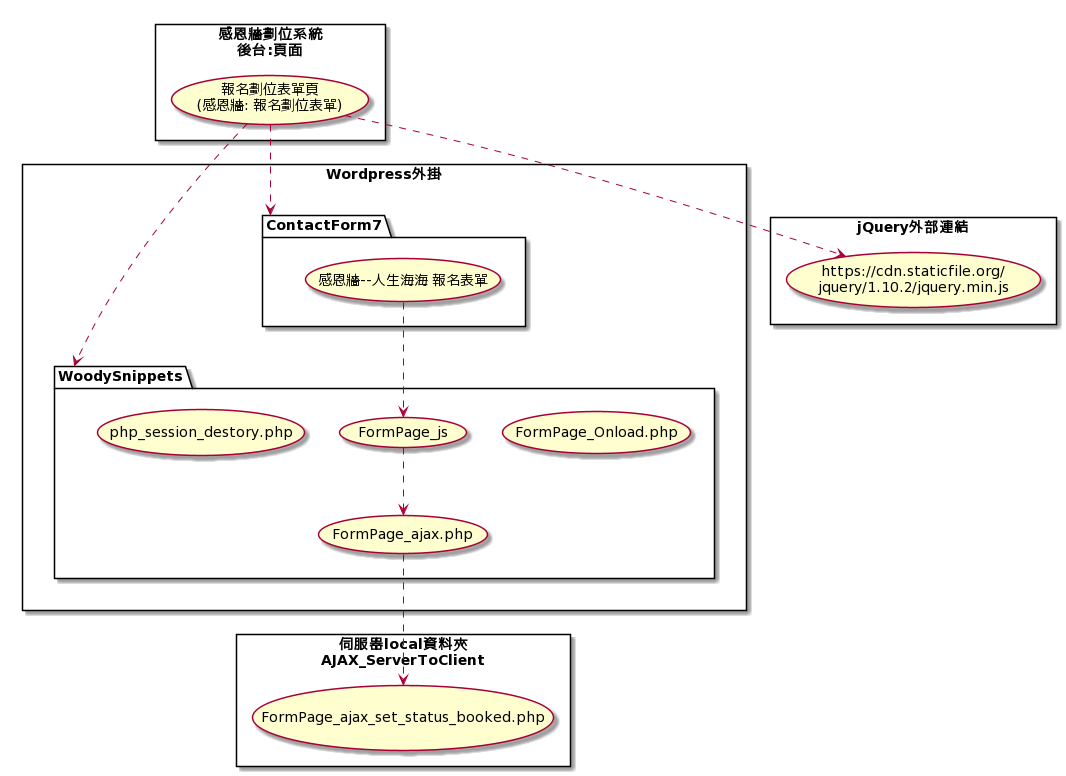 感恩牆劃位系統
後台:頁面
報名劃位表單頁
(感恩牆: 報名劃位表單)
Wordpress外掛
ContactForm7
感恩牆--人生海海 報名表單
jQuery外部連結
https://cdn.staticfile.org/
jquery/1.10.2/jquery.min.js
WoodySnippets
php_session_destory.php
FormPage_js
FormPage_Onload.php
FormPage_ajax.php
伺服器local資料夾
AJAX_ServerToClient
FormPage_ajax_set_status_booked.php